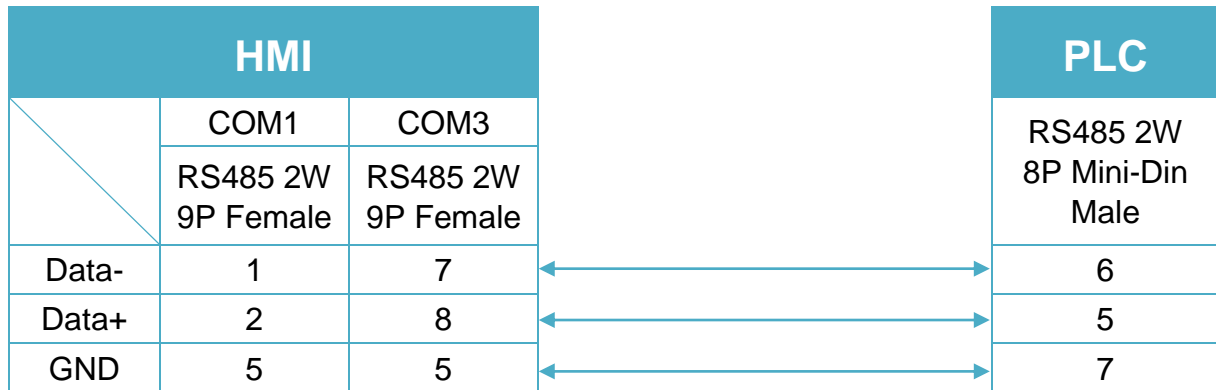 HMI PLC
COM1 COM3
RS485 2W
9P Female
RS485 2W
9P Female
RS485 2W
8P Mini-Din
Male
Data- 1 7 6
Data+ 2 8 5
GND 5 5 7